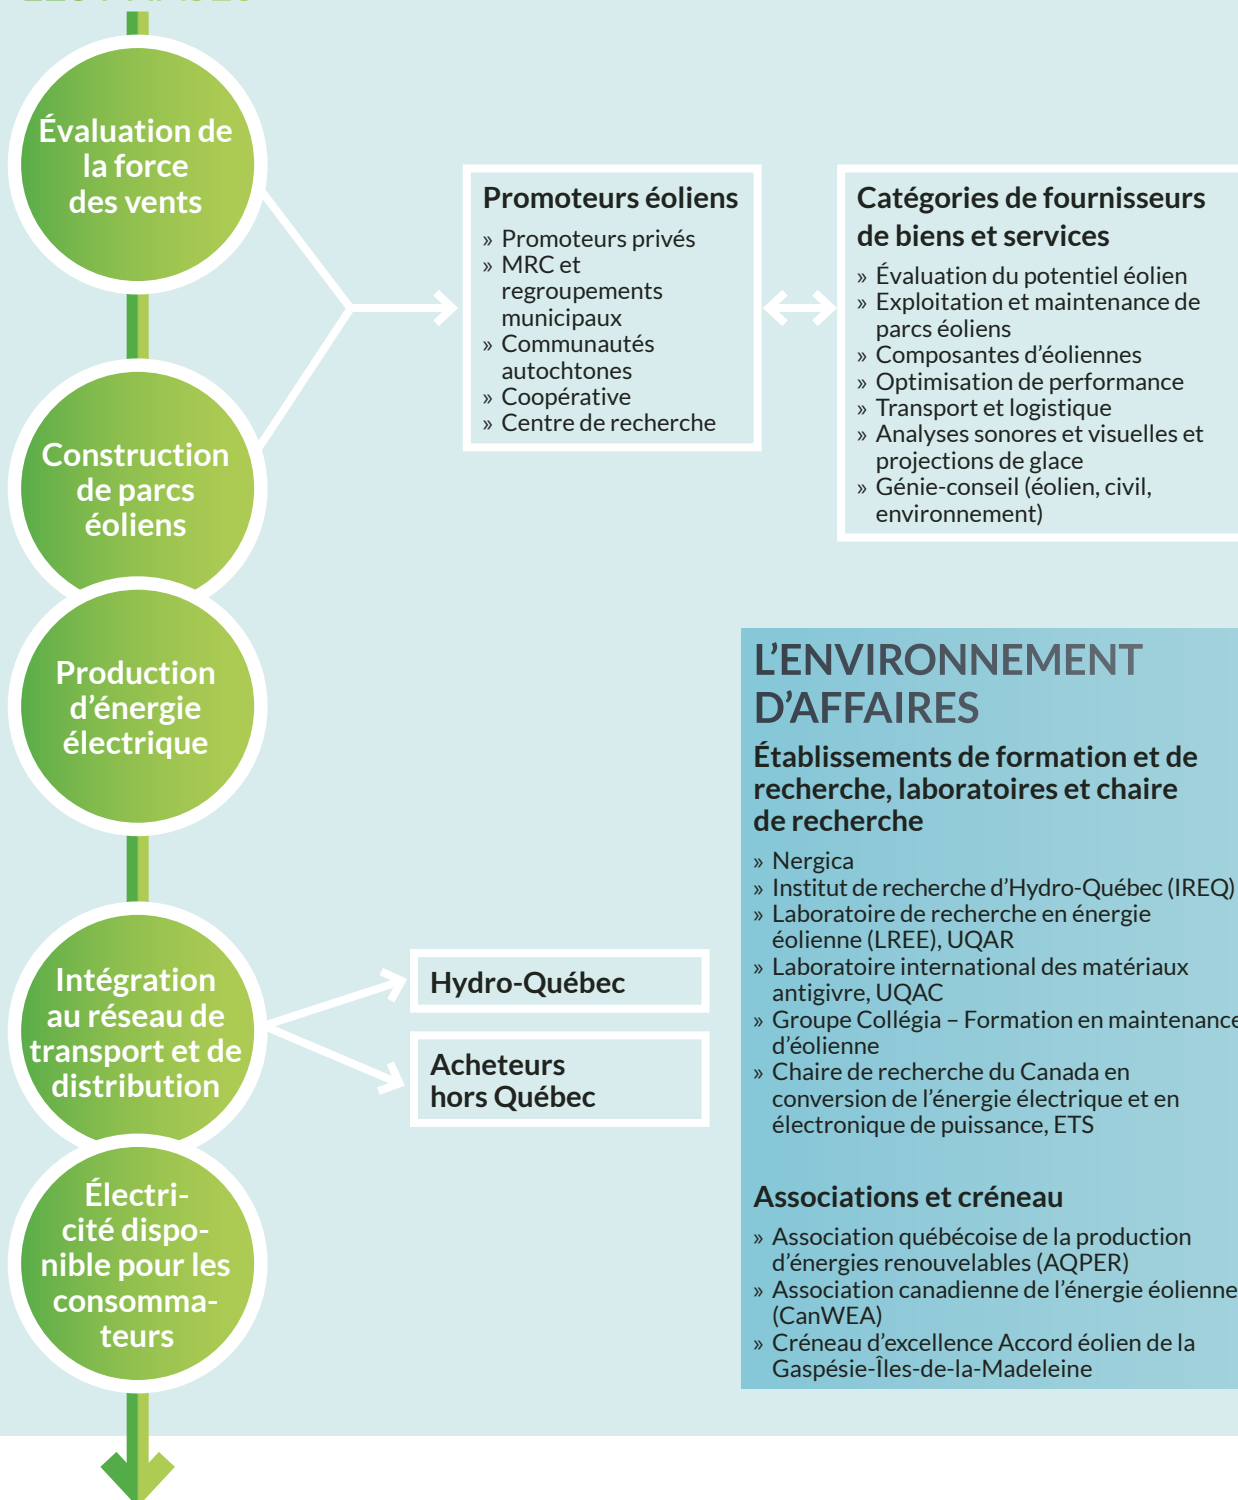 LES PHASES
Évaluation de
la force
des vents
Construction
de parcs
éoliens
Production
d'énergie
électrique
Intégration
au réseau de
transport et de
distribution
Électri-
cité dispo-
nible pour les
consomma-
teurs
Promoteurs éoliens
» Promoteurs privés
» MRC et
regroupements
municipaux
» Communautés
autochtones
» Coopérative
» Centre de recherche
Catégories de fournisseurs
de biens et services
» Évaluation du potentiel éolien
» Exploitation et maintenance de
parcs éoliens
» Composantes d'éoliennes
» Optimisation de performance
» Transport et logistique
» Analyses sonores et visuelles et
projections de glace
» Génie-conseil (éolien, civil,
environnement)
Hydro-Québec
Acheteurs
hors Québec
L'ENVIRONNEMENT
D'AFFAIRES
Établissements de formation et de
recherche, laboratoires et chaire
de recherche
» Nergica
» Institut de recherche d'Hydro-Québec (IREQ)
» Laboratoire de recherche en énergie
éolienne (LREE), UQAR
» Laboratoire international des matériaux
antigivre, UQAC
» Groupe Collégia – Formation en maintenance
d'éolienne
» Chaire de recherche du Canada en
conversion de l'énergie électrique et en
électronique de puissance, ETS
Associations et créneau
» Association québécoise de la production
d'énergies renouvelables (AQPER)
» Association canadienne de l'énergie éolienne
(CanWEA)
» Créneau d'excellence Accord éolien de la
Gaspésie-Îles-de-la-Madeleine